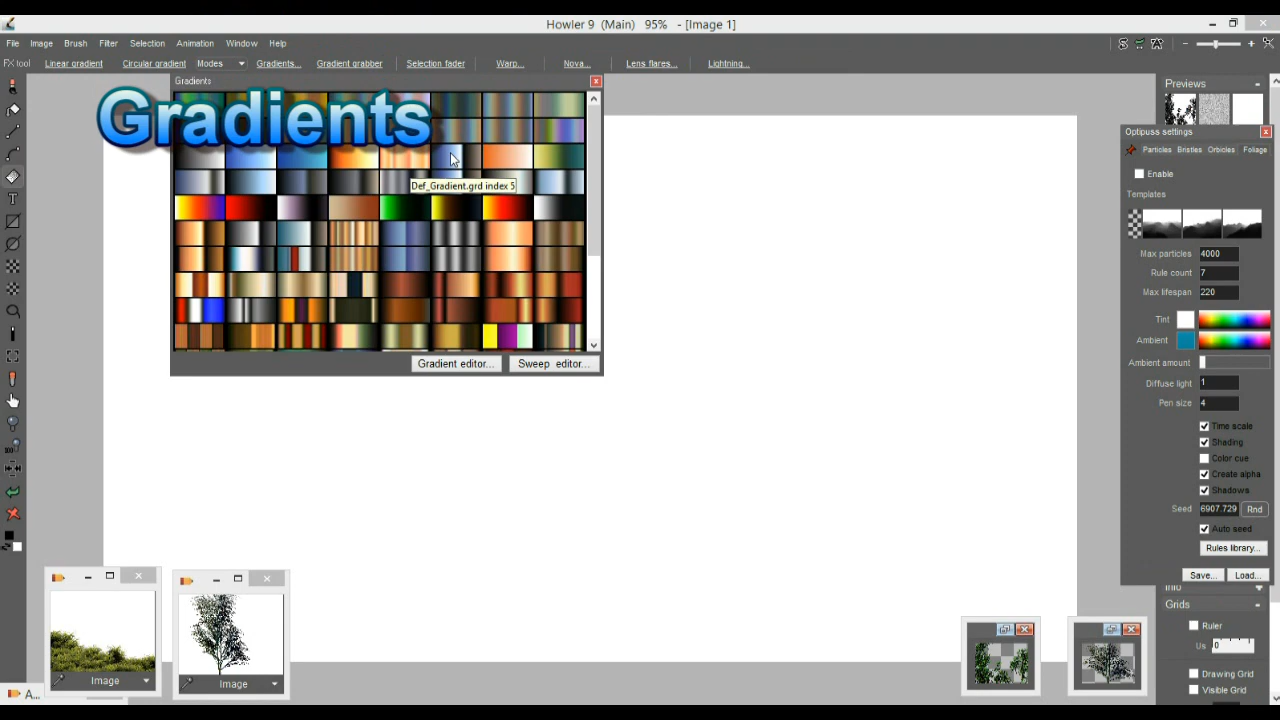 Howler 9 (Main) 95% - [Image 1]
File Image Brush Filter Selection Animation Window Help
FX tool Linear gradient Circular gradient Modes Gradients... Gradient grabber Selection fader Warp... Nova... Lens flares... Lightning...
Gradients
Gradients
Def_Gradient.grd index 5
Gradient editor... Sweep editor...
Previews
Optipuss settings
Particles Bristles Orbicles Foliage
Enable
Templates
Max particles 4000
Rule count 7
Max lifespan 220
Tint
Ambient
Ambient amount
Diffuse light 1
Pen size 4
Time scale
Shading
Color cue
Create alpha
Shadows
Seed 6907.729 Rnd
Auto seed
Rules library...
Save... Load...
Info
Grids
Ruler
Us 0
Drawing Grid
Visible Grid
Image
Image
A...
100